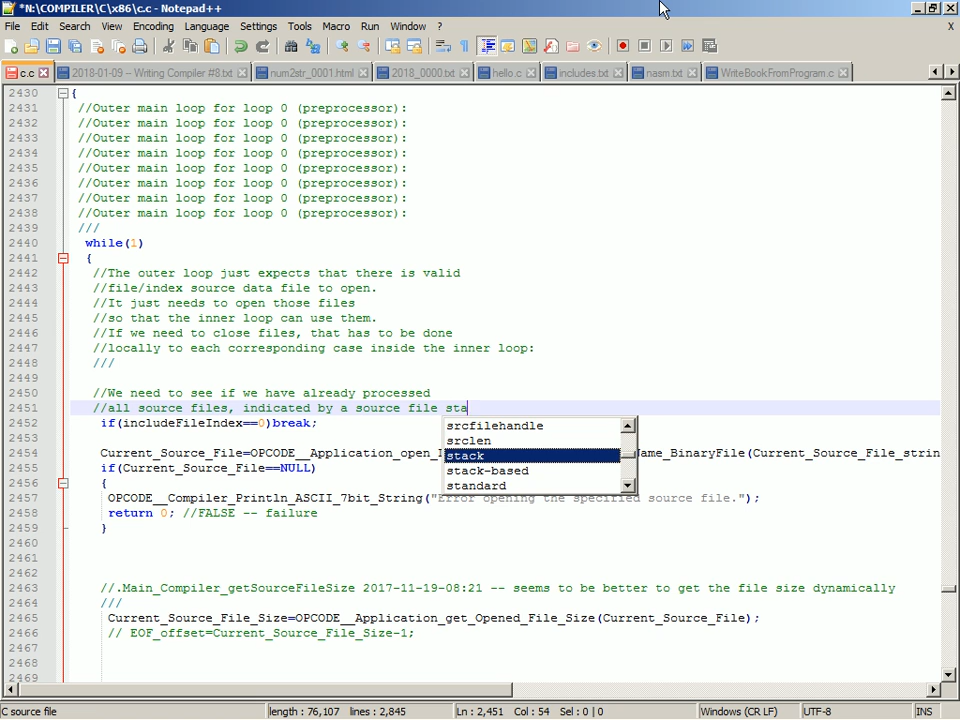 *N:\COMPILER\C\x86\c.c - Notepad++
File Edit Search View Encoding Language Settings Tools Macro Run Window ? X
c.c 2018-01-09 -- Writing Compiler #8.txt num2str_0001.html 2018_0000.txt hello.c includes.txt nasm.txt WriteBookFromProgram.c
2430 {
2431 //Outer main loop for loop 0 (preprocessor):
2432 //Outer main loop for loop 0 (preprocessor):
2433 //Outer main loop for loop 0 (preprocessor):
2434 //Outer main loop for loop 0 (preprocessor):
2435 //Outer main loop for loop 0 (preprocessor):
2436 //Outer main loop for loop 0 (preprocessor):
2437 //Outer main loop for loop 0 (preprocessor):
2438 //Outer main loop for loop 0 (preprocessor):
2439 ///
2440 while(1)
2441 {
2442 //The outer loop just expects that there is valid
2443 //file/index source data file to open.
2444 //It just needs to open those files
2445 //so that the inner loop can use them.
2446 //If we need to close files, that has to be done
2447 //locally to each corresponding case inside the inner loop:
2448 ///
2449
2450 //We need to see if we have already processed
2451 //all source files, indicated by a source file sta
2452 if(includeFileIndex==0)break;
srcfilehandle
srclen
stack
stack-based
standard
2453
2454 Current_Source_File=OPCODE__Application_open_ ame_BinaryFile(Current_Source_File_strin
2455 if(Current_Source_File==NULL)
2456 {
2457 OPCODE__Compiler_Println_ASCII_7bit_String("Error opening the specified source file.");
2458 return 0; //FALSE -- failure
2459 }
2460
2461
2462
2463 //.Main_Compiler_getSourceFileSize 2017-11-19-08:21 -- seems to be better to get the file size dynamically
2464 ///
2465 Current_Source_File_Size=OPCODE__Application_get_Opened_File_Size(Current_Source_File);
2466 // EOF_offset=Current_Source_File_Size-1;
2467
2468
2469
C source file length : 76,107 lines : 2,845 Ln : 2,451 Col : 54 Sel : 0 | 0 Windows (CR LF) UTF-8 INS